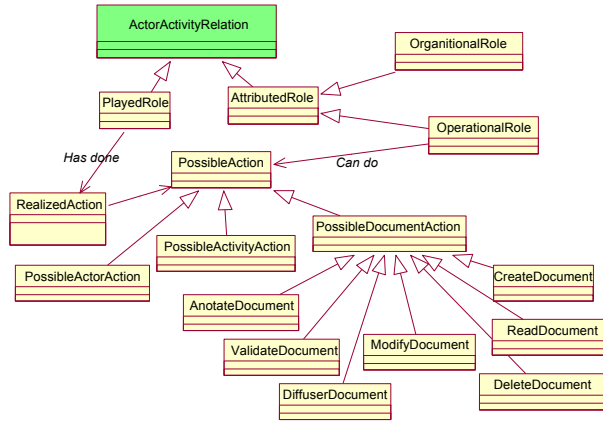 ActorActivityRelation
OrganitionalRole
PlayedRole
AttributedRole
OperationalRole
Has done
PossibleAction
Can do
RealizedAction
PossibleDocumentAction
PossibleActivityAction
PossibleActorAction
CreateDocument
AnotateDocument
ReadDocument
ValidateDocument
ModifyDocument
DeleteDocument
DiffuserDocument